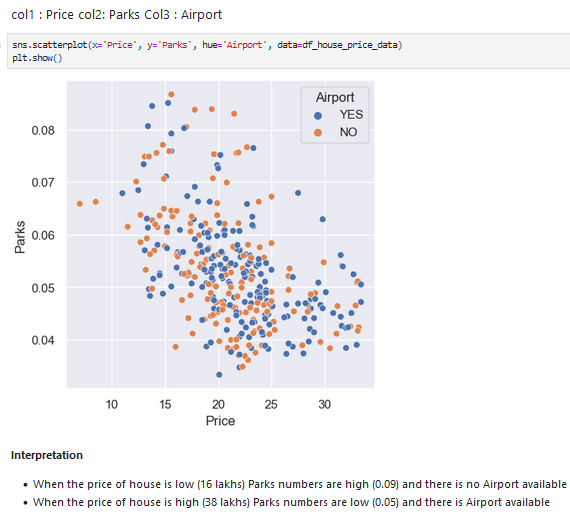 col1 : Price col2: Parks Col3 : Airport
sns.scatterplot(x='Price', y='Parks', hue='Airport', data=df_house_price_data)
plt.show()
Airport
YES
NO
0.08
0.07
0.06
0.05
0.04
Parks
10 15 20 25 30
Price
Interpretation
• When the price of house is low (16 lakhs) Parks numbers are high (0.09) and there is no Airport available
• When the price of house is high (38 lakhs) Parks numbers are low (0.05) and there is Airport available